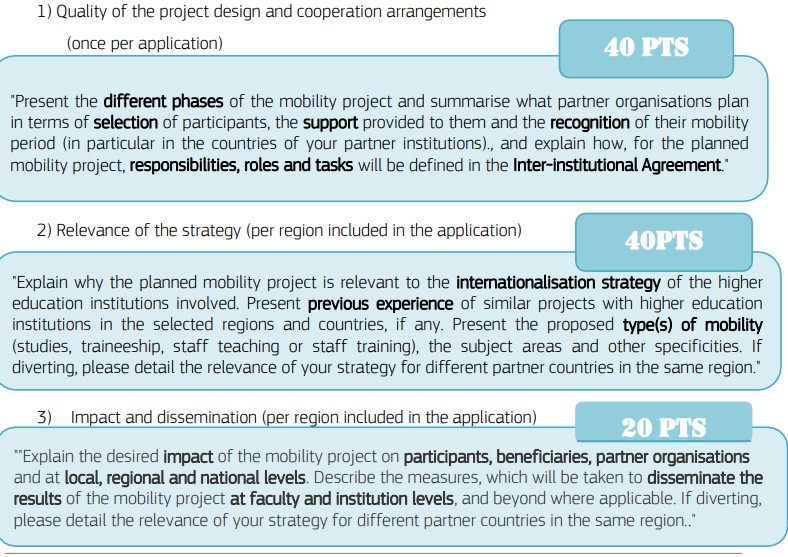 1) Quality of the project design and cooperation arrangements
(once per application)
40 PTS
"Present the different phases of the mobility project and summarise what partner organisations plan
in terms of selection of participants, the support provided to them and the recognition of their mobility
period (in particular in the countries of your partner institutions)., and explain how, for the planned
mobility project, responsibilities, roles and tasks will be defined in the Inter-institutional Agreement."
2) Relevance of the strategy (per region included in the application)
40PTS
"Explain why the planned mobility project is relevant to the internationalisation strategy of the higher
education institutions involved. Present previous experience of similar projects with higher education
institutions in the selected regions and countries, if any. Present the proposed type(s) of mobility
(studies, traineeship, staff teaching or staff training), the subject areas and other specificities. If
diverting, please detail the relevance of your strategy for different partner countries in the same region."
3) Impact and dissemination (per region included in the application)
20 PTS
""Explain the desired impact of the mobility project on participants, beneficiaries, partner organisations
and at local, regional and national levels. Describe the measures, which will be taken to disseminate the
results of the mobility project at faculty and institution levels, and beyond where applicable. If diverting,
please detail the relevance of your strategy for different partner countries in the same region.."